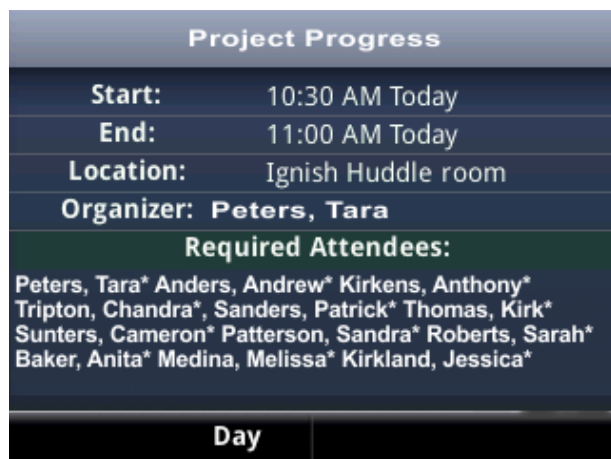 Project Progress
Start: 10:30 AM Today
End: 11:00 AM Today
Location: Ignish Huddle room
Organizer: Peters, Tara
Required Attendees:
Peters, Tara* Anders, Andrew* Kirkens, Anthony*
Tripton, Chandra*, Sanders, Patrick* Thomas, Kirk*
Sunters, Cameron* Patterson, Sandra* Roberts, Sarah*
Baker, Anita* Medina, Melissa* Kirkland, Jessica*
Day